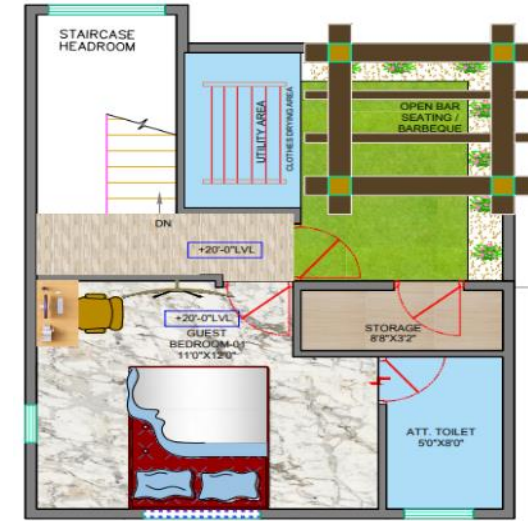 STAIRCASE
HEADROOM
UTILITY AREA
CLOTHES DRYING AREA
OPEN BAR
SEATING /
BARBEQUE
DN
+20'-0"LVL
+20'-0"LVL
GUEST
BEDROOM-01
11'0"X12'0"
STORAGE
8'8"X3'2"
ATT. TOILET
5'0"X8'0"